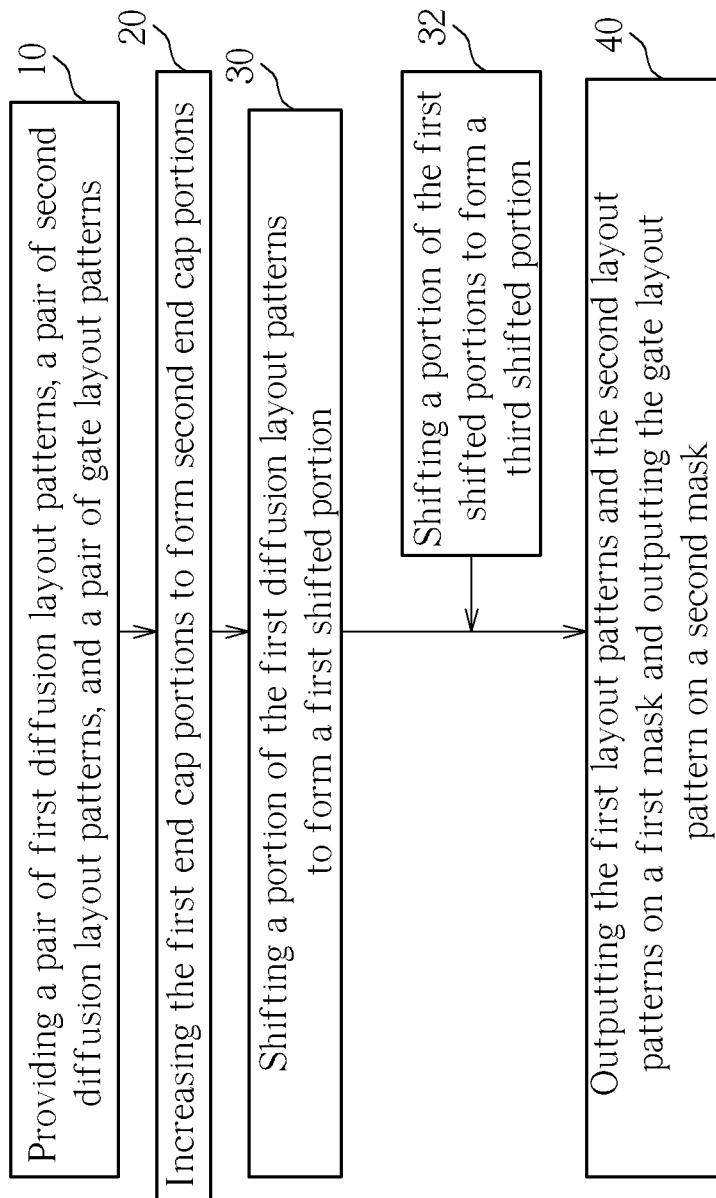 10
Providing a pair of first diffusion layout patterns, a pair of second
diffusion layout patterns, and a pair of gate layout patterns
20
Increasing the first end cap portions to form second end cap portions
30
Shifting a portion of the first diffusion layout patterns
to form a first shifted portion
32
Shifting a portion of the first
shifted portions to form a
third shifted portion
40
Outputting the first layout patterns and the second layout
patterns on a first mask and outputting the gate layout
pattern on a second mask